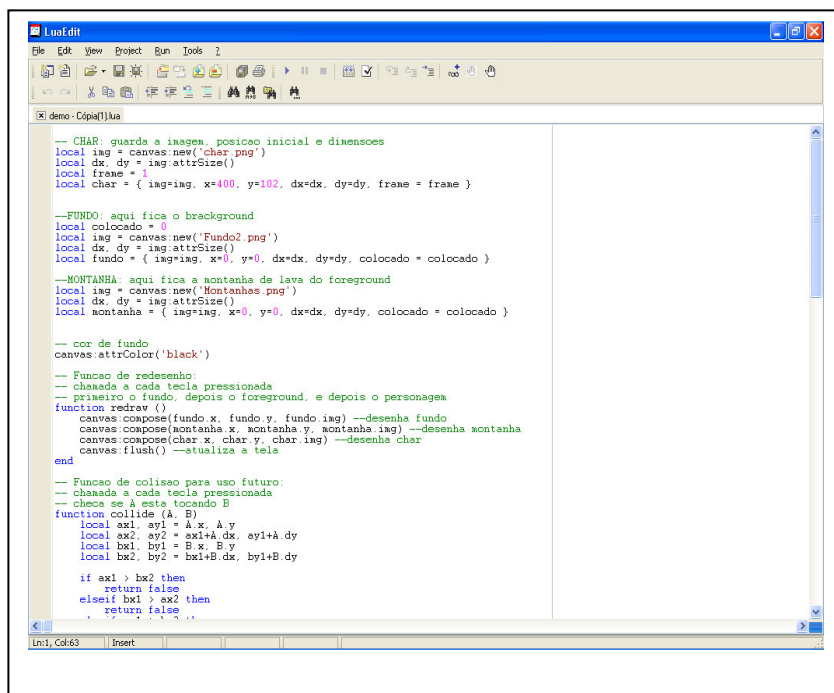 LuaEdit
File Edit View Project Run Tools ?
demo - Cópia[1].lua
-- CHAR: guarda a imagem, posicao inicial e dimensoes
local img = canvas:new('char.png')
local dx, dy = img:attrSize()
local frame = 1
local char = { img=img, x=400, y=102, dx=dx, dy=dy, frame = frame }
--FUNDO: aqui fica o brackground
local colocado = 0
local img = canvas:new('Fundo2.png')
local dx, dy = img:attrSize()
local fundo = { img=img, x=0, y=0, dx=dx, dy=dy, colocado = colocado }
--MONTANHA: aqui fica a montanha de lava do foreground
local img = canvas:new('Montanhas.png')
local dx, dy = img:attrSize()
local montanha = { img=img, x=0, y=0, dx=dx, dy=dy, colocado = colocado }
-- cor de fundo
canvas:attrColor('black')
-- Funcao de redesenho:
-- chamada a cada tecla pressionada
-- primeiro o fundo, depois o foreground, e depois o personagem
function redraw ()
canvas:compose(fundo.x, fundo.y, fundo.img) --desenha fundo
canvas:compose(montanha.x, montanha.y, montanha.img) --desenha montanha
canvas:compose(char.x, char.y, char.img) --desenha char
canvas:flush() --atualiza a tela
end
-- Funcao de colisao para uso futuro:
-- chamada a cada tecla pressionada
-- checa se A esta tocando B
function collide (A, B)
local ax1, ay1 = A.x, A.y
local ax2, ay2 = ax1+A.dx, ay1+A.dy
local bx1, by1 = B.x, B.y
local bx2, by2 = bx1+B.dx, by1+B.dy
if ax1 > bx2 then
return false
elseif bx1 > ax2 then
return false
Ln:1, Col:63 Insert